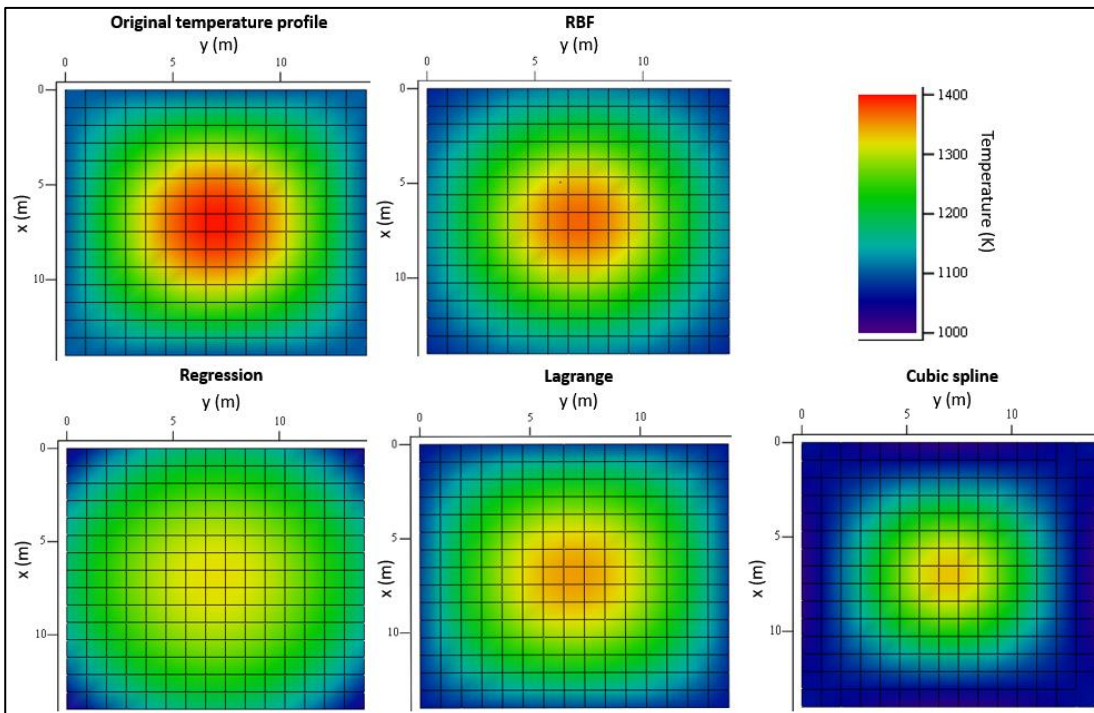 Original temperature profile
y (m)
0 5 10
0
5
10
x (m)
RBF
y (m)
0 5 10
0
5
10
x (m)
1400
1300
1200
1100
1000
Temperature (K)
Regression
y (m)
0 5 10
0
5
10
x (m)
Lagrange
y (m)
0 5 10
0
5
10
x (m)
Cubic spline
y (m)
5 10
0
5
10
x (m)